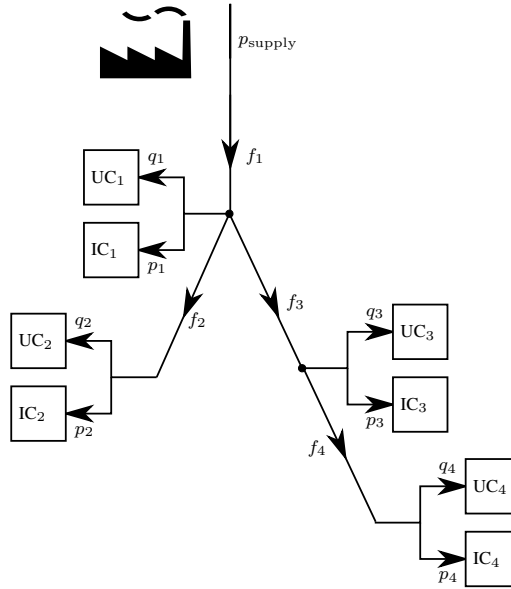 p_supply
f_1
q_1
UC_1
IC_1
p_1
f_2
f_3
q_2
UC_2
IC_2
p_2
q_3
UC_3
IC_3
p_3
f_4
q_4
UC_4
IC_4
p_4